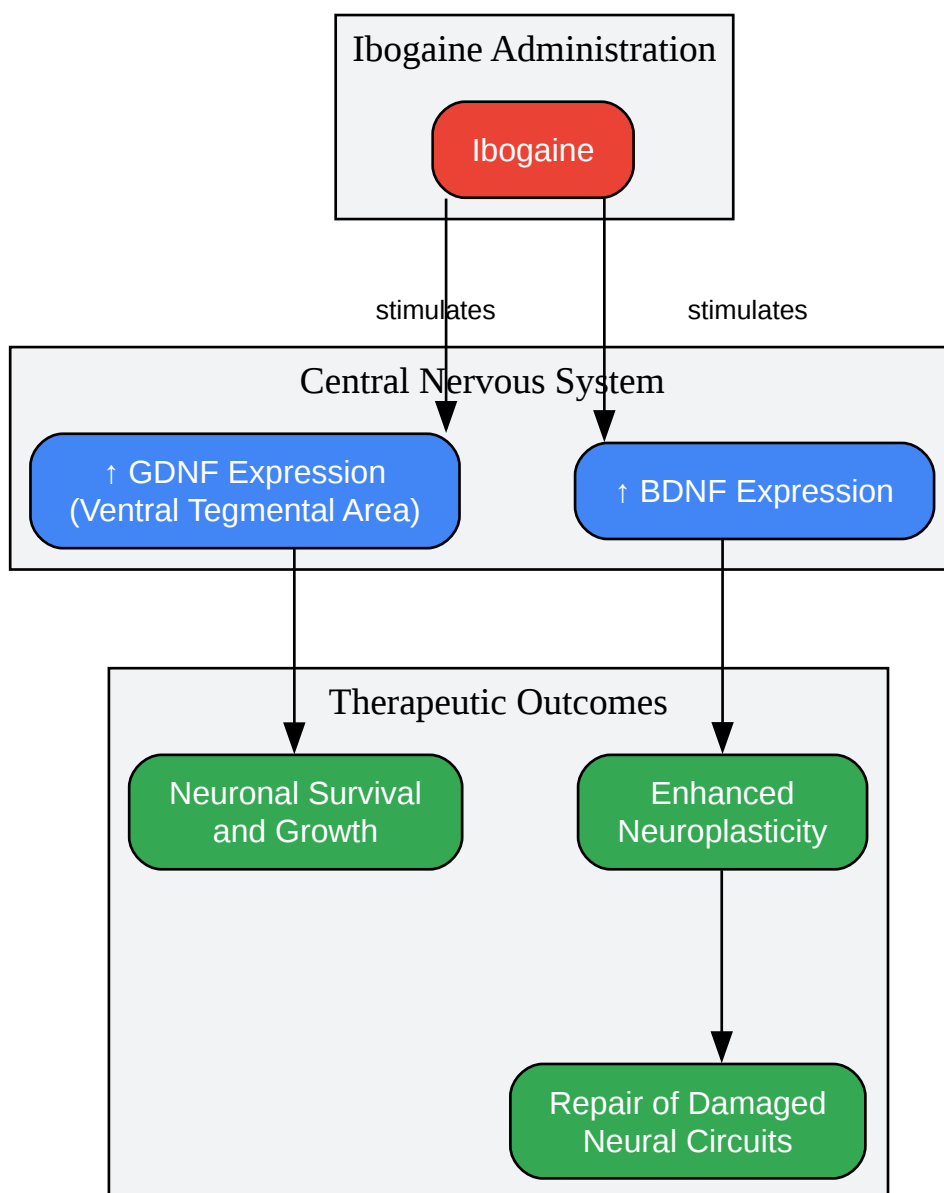 Ibogaine Administration
Ibogaine
stimulates
stimulates
Central Nervous System
↑ GDNF Expression
(Ventral Tegmental Area)
↑ BDNF Expression
Therapeutic Outcomes
Neuronal Survival
and Growth
Enhanced
Neuroplasticity
Repair of Damaged
Neural Circuits